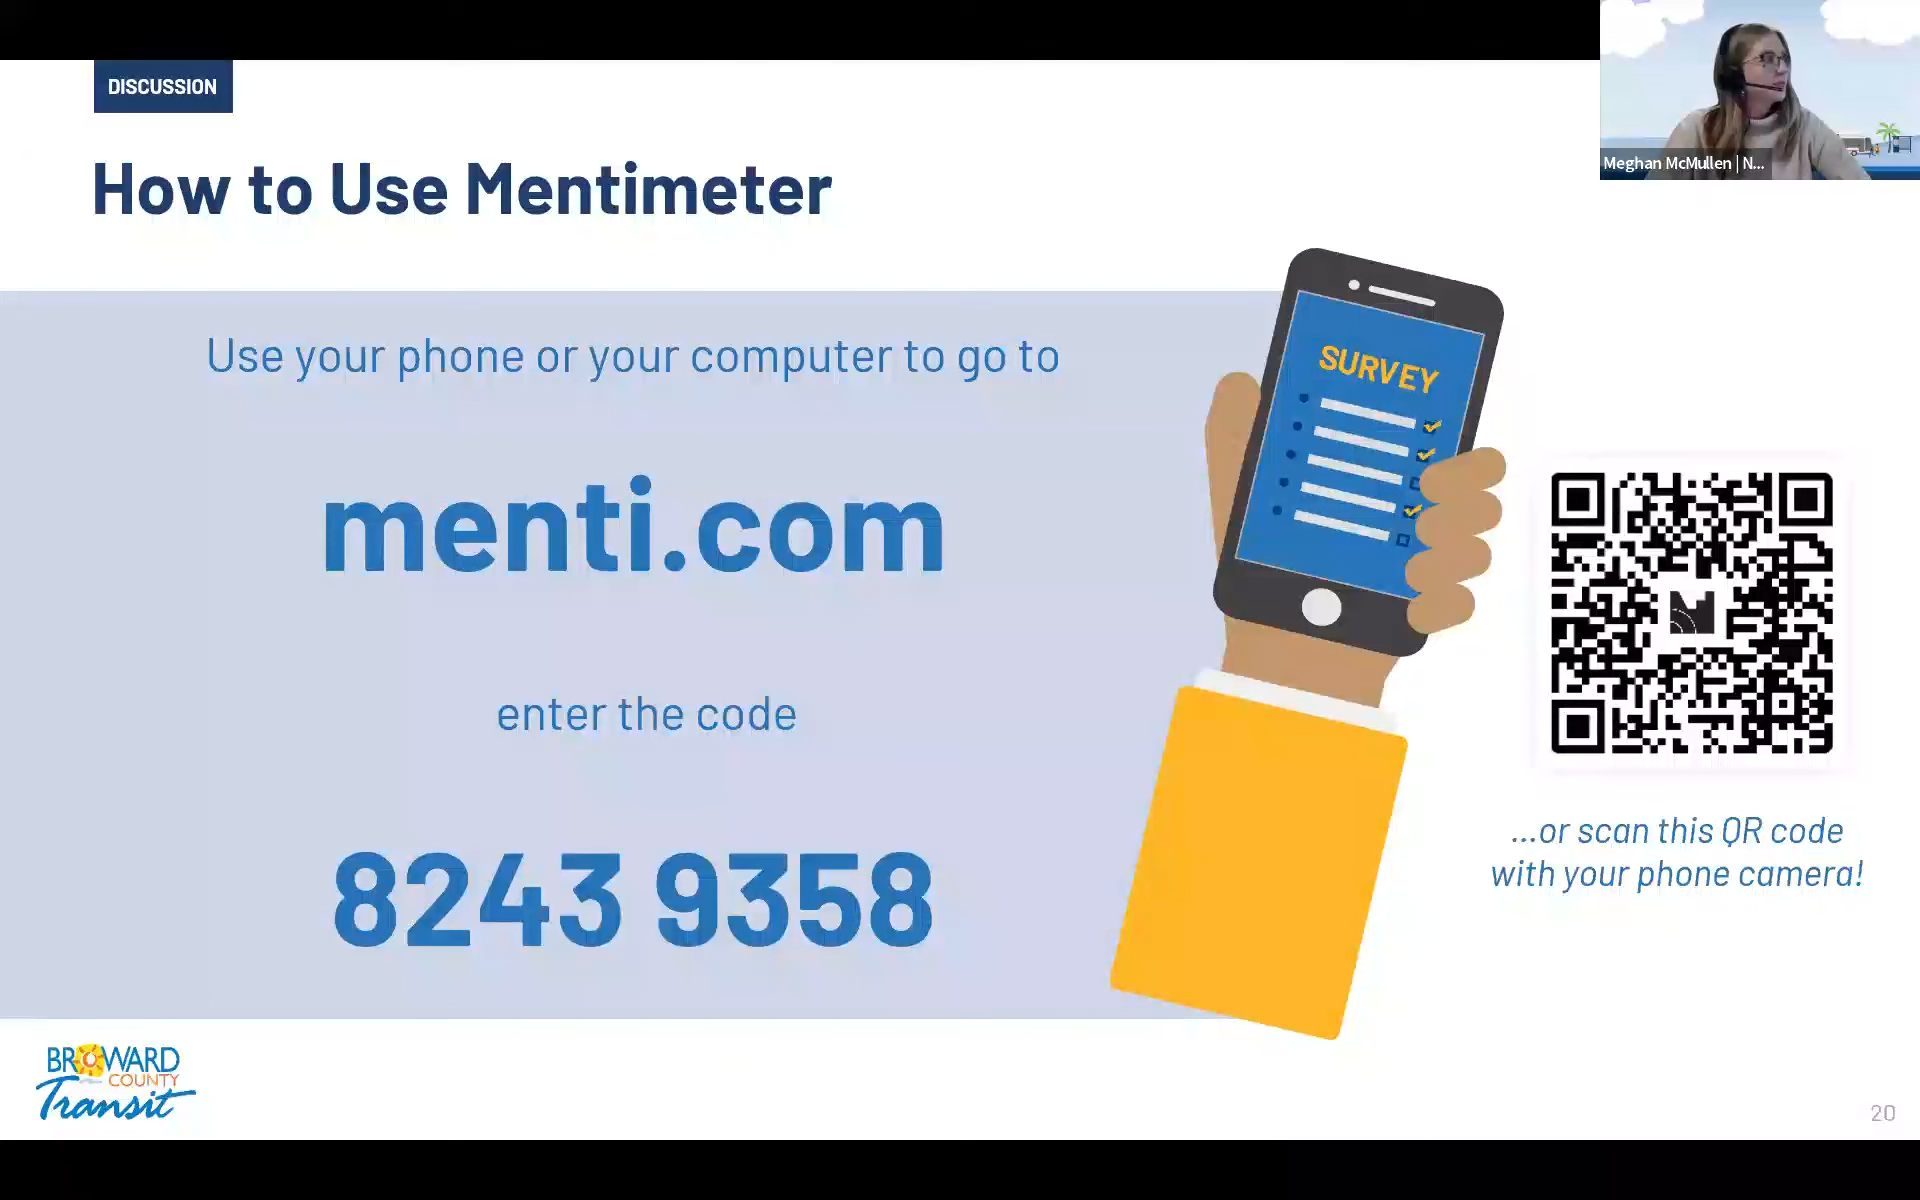 DISCUSSION
How to Use Mentimeter
Meghan McMullen | N...
Use your phone or your computer to go to
menti.com
enter the code
8243 9358
SURVEY
...or scan this QR code
with your phone camera!
BROWARD
COUNTY
Transit
20